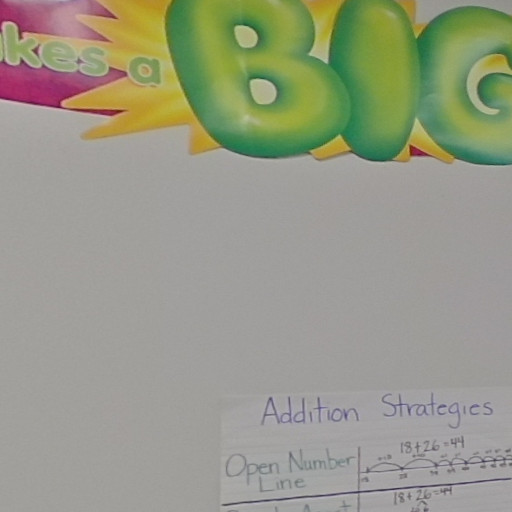 kes a BIG
Addition Strategies
18+26=44
Open Number
Line
18+26=44